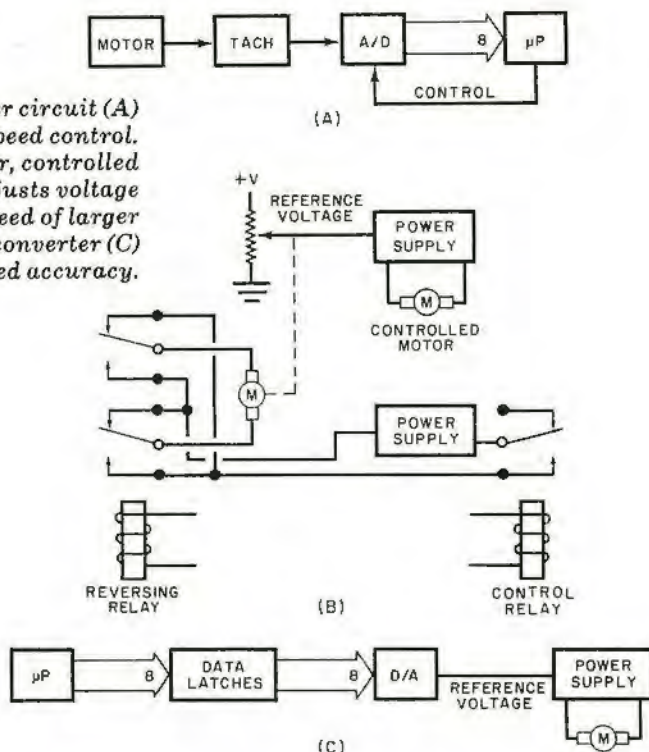 MOTOR
TACH
A/D
8
µP
CONTROL
(A)
r circuit (A)
peed control.
r, controlled
justs voltage
eed of larger
converter (C)
ed accuracy.
+V
REFERENCE
VOLTAGE
POWER
SUPPLY
M
CONTROLLED
MOTOR
M
POWER
SUPPLY
REVERSING
RELAY
(B)
CONTROL
RELAY
µP
8
DATA
LATCHES
8
D/A
REFERENCE
VOLTAGE
POWER
SUPPLY
M
(C)